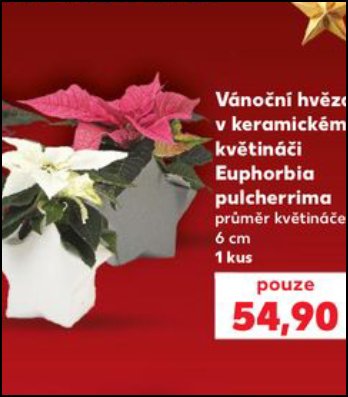 Vánoční hvězd
v keramickém
květináči
Euphorbia
pulcherrima
průměr květináče
6 cm
1 kus
pouze
54,90